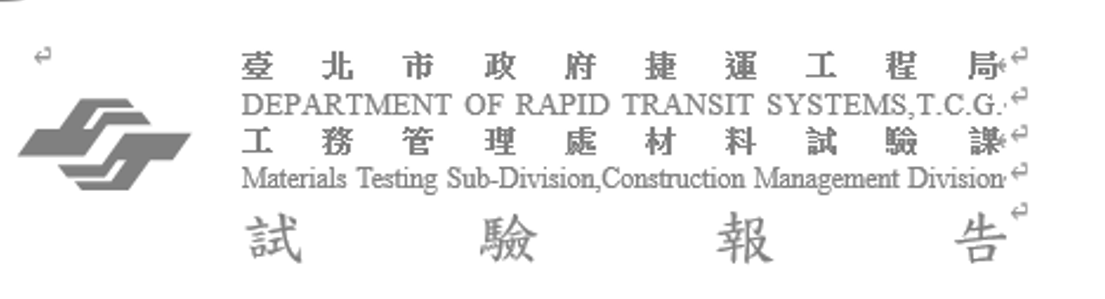 臺北市政府捷運工程局
DEPARTMENT OF RAPID TRANSIT SYSTEMS,T.C.G.
工務管理處材料試驗課
Materials Testing Sub-Division,Construction Management Division
試驗報告